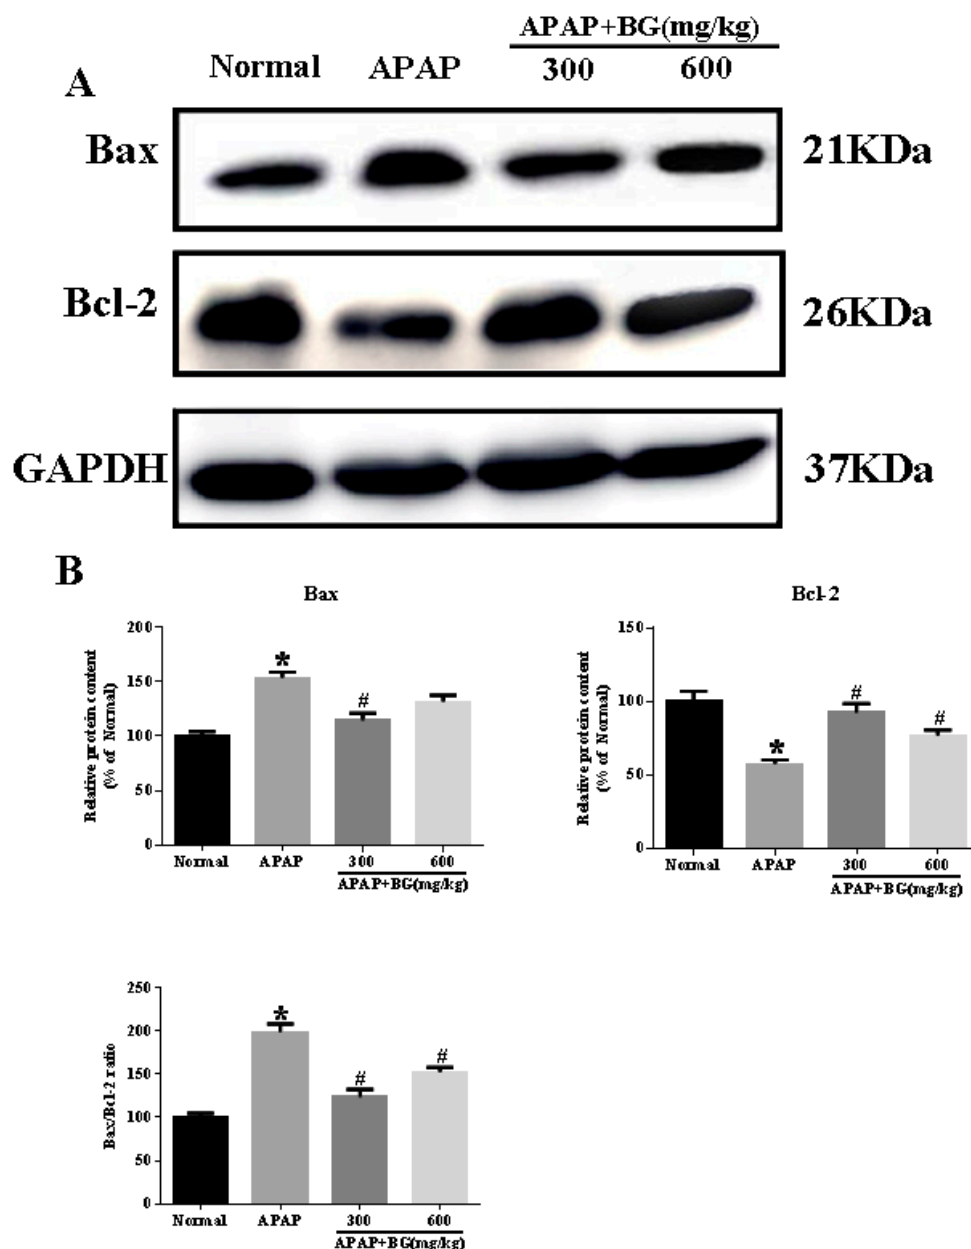 APAP+BG(mg/kg)
Normal APAP 300 600
A
Bax 21KDa
Bcl-2 26KDa
GAPDH 37KDa
B
Bax
Relative protein content
(% of Normal)
200
150
100
50
0
*
#
Normal APAP 300 600
APAP+BG(mg/kg)
Bcl-2
Relative protein content
(% of Normal)
150
100
50
0
*
#
#
Normal APAP 300 600
APAP+BG(mg/kg)
Bax/Bcl-2 ratio
250
200
150
100
50
0
*
#
#
Normal APAP 300 600
APAP+BG(mg/kg)